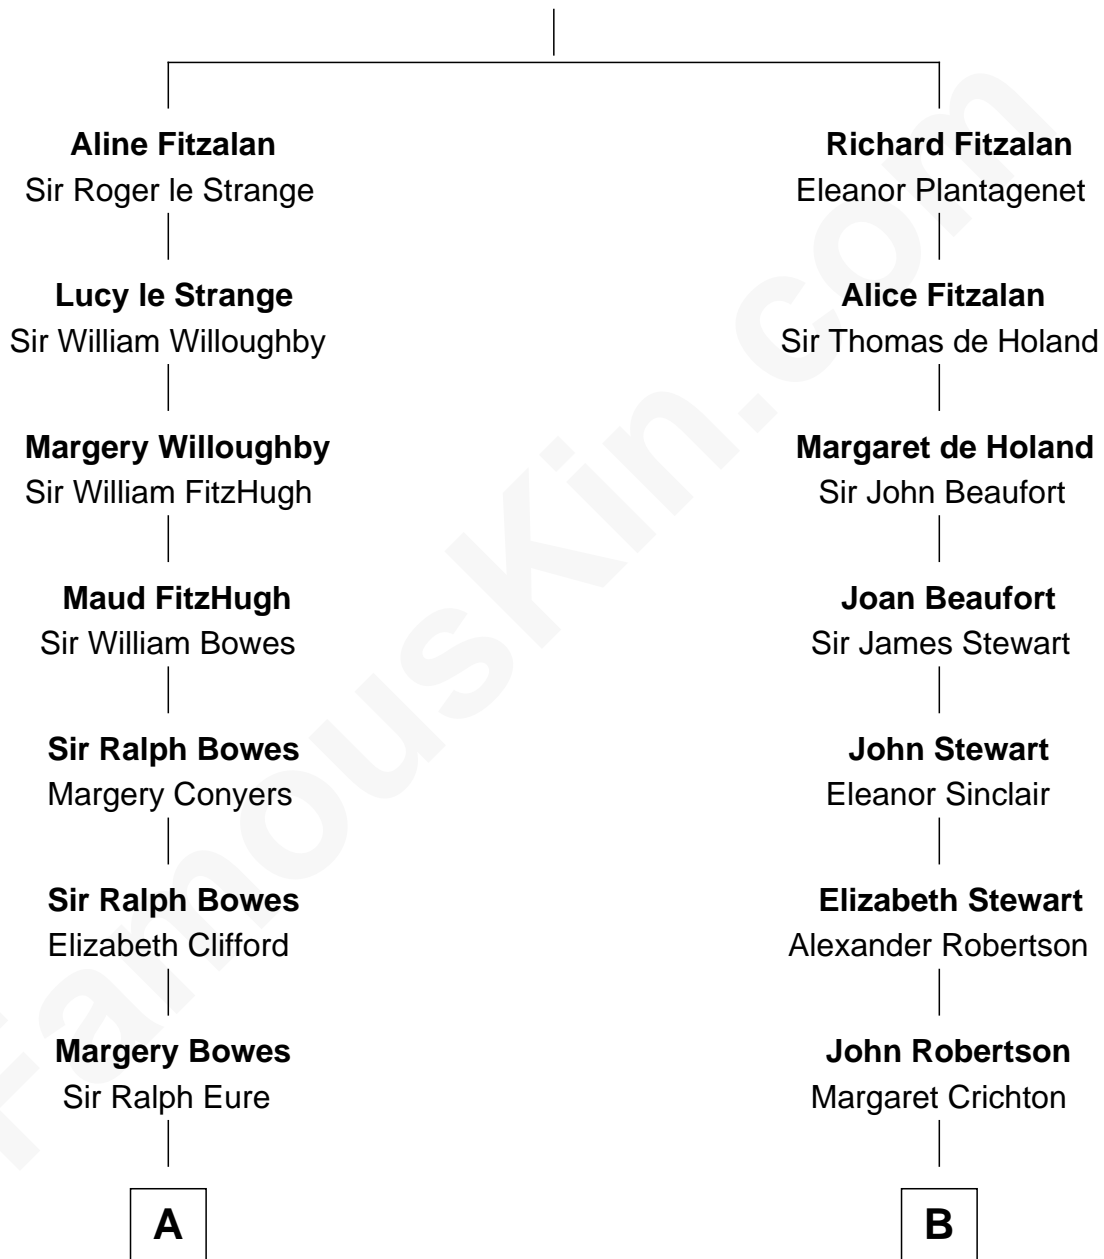 Aline Fitzalan
Sir Roger le Strange
Lucy le Strange
Sir William Willoughby
Margery Willoughby
Sir William FitzHugh
Maud FitzHugh
Sir William Bowes
Sir Ralph Bowes
Margery Conyers
Sir Ralph Bowes
Elizabeth Clifford
Margery Bowes
Sir Ralph Eure
A
Richard Fitzalan
Eleanor Plantagenet
Alice Fitzalan
Sir Thomas de Holand
Margaret de Holand
Sir John Beaufort
Joan Beaufort
Sir James Stewart
John Stewart
Eleanor Sinclair
Elizabeth Stewart
Alexander Robertson
John Robertson
Margaret Crichton
B
FamousKin.com